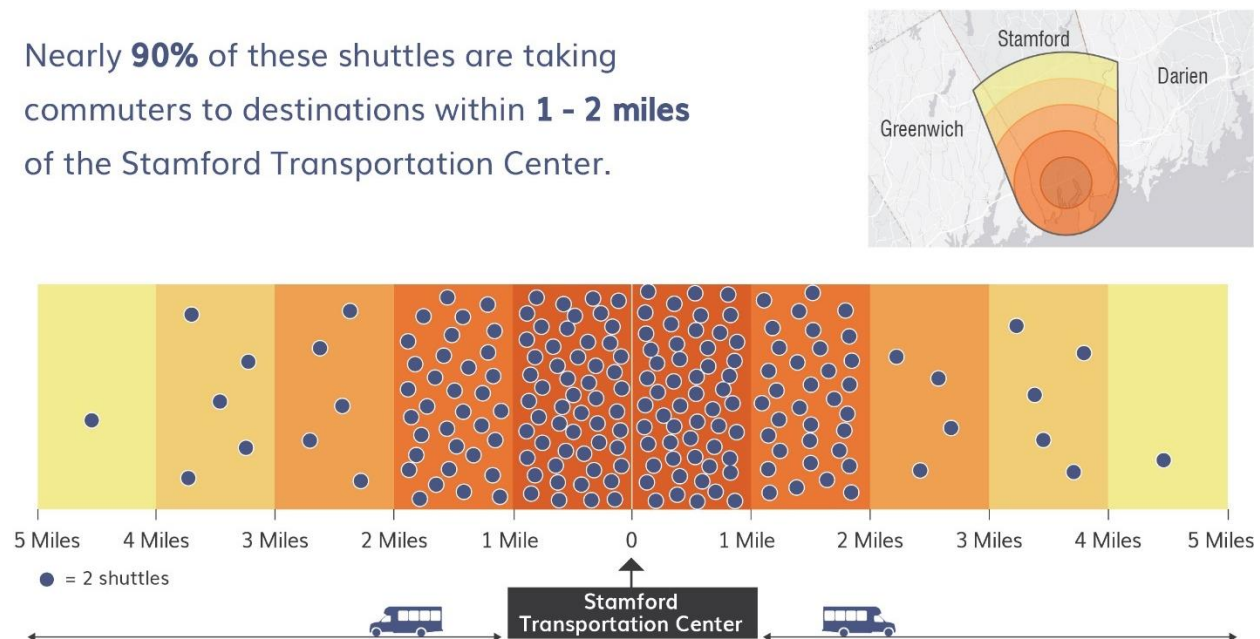 Nearly 90% of these shuttles are taking
commuters to destinations within 1 - 2 miles
of the Stamford Transportation Center.
Stamford
Darien
Greenwich
5 Miles 4 Miles 3 Miles 2 Miles 1 Mile 0 1 Mile 2 Miles 3 Miles 4 Miles 5 Miles
= 2 shuttles
Stamford
Transportation Center